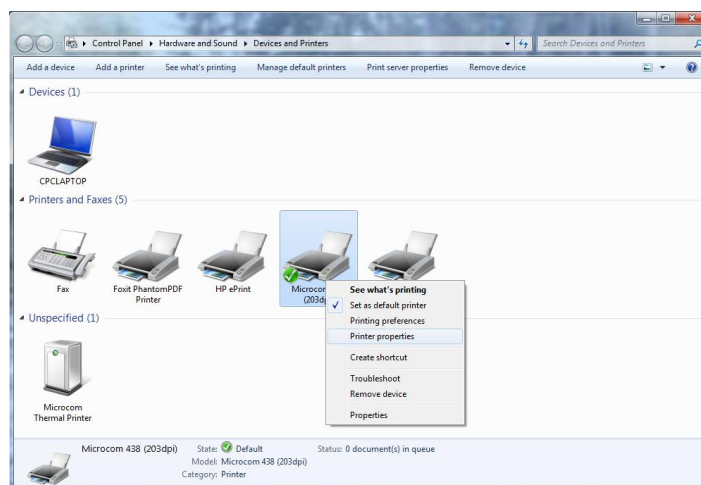 Control Panel ▸ Hardware and Sound ▸ Devices and Printers
Search Devices and Printers
Add a device Add a printer See what's printing Manage default printers Print server properties Remove device
Devices (1)
CPCLAPTOP
Printers and Faxes (5)
Fax
Foxit PhantomPDF
Printer
HP ePrint
Microcom
(203dpi
See what's printing
Set as default printer
Printing preferences
Printer properties
Create shortcut
Troubleshoot
Remove device
Properties
Unspecified (1)
Microcom
Thermal Printer
Microcom 438 (203dpi) State: Default Status: 0 document(s) in queue
Model: Microcom 438 (203dpi)
Category: Printer